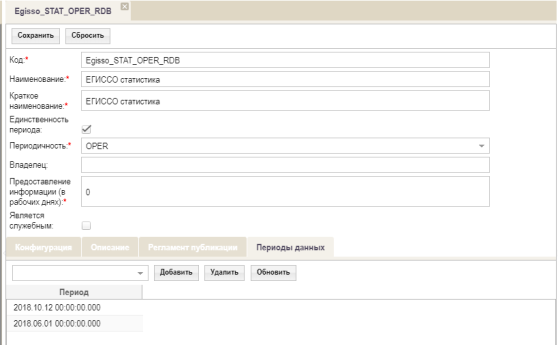 Egisso_STAT_OPER_RDB
Сохранить Сбросить
Код:* Egisso_STAT_OPER_RDB
Наименование:* ЕГИССО статистика
Краткое
наименование:* ЕГИССО статистика
Единственность
периода:
Периодичность:* OPER
Владелец:
Предоставление
информации (в
рабочих днях):* 0
Является
служебным:
Конфигурация Описание Регламент публикации Периоды данных
Добавить Удалить Обновить
Период
2018.10.12 00:00:00.000
2018.06.01 00:00:00.000